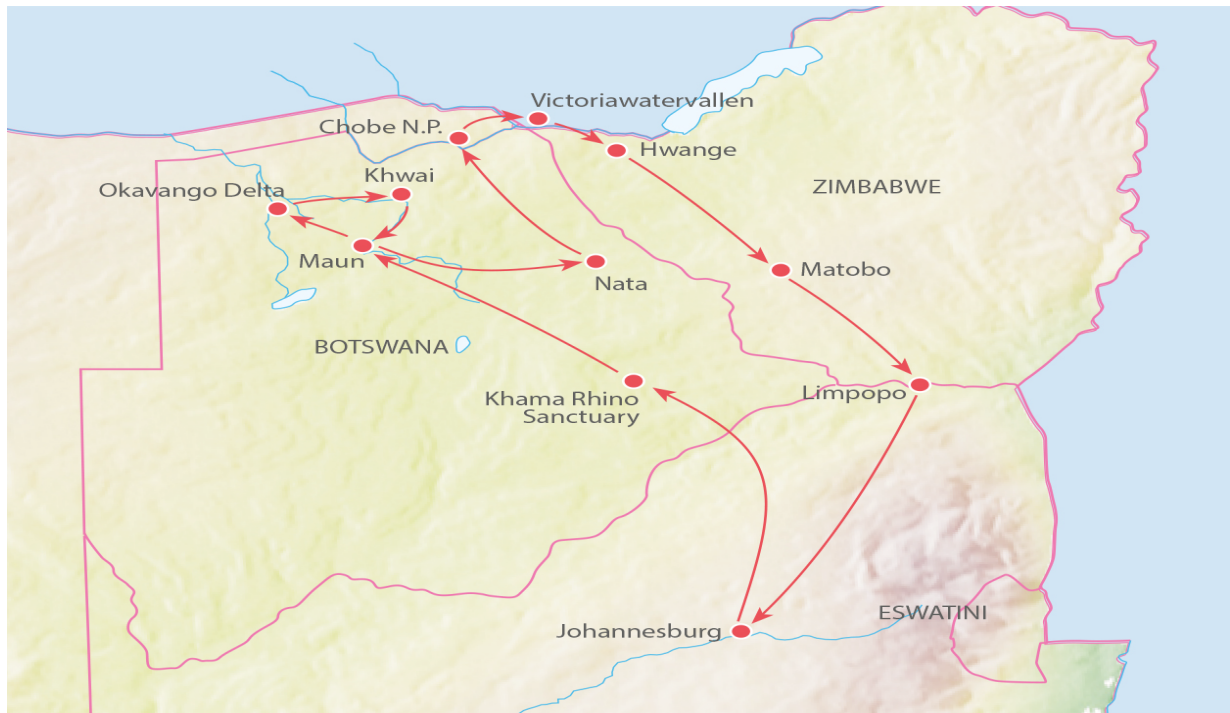 Victoriawatervallen
Chobe N.P.
Hwange
Khwai
Okavango Delta
ZIMBABWE
Maun
Matobo
Nata
BOTSWANA
Limpopo
Khama Rhino
Sanctuary
ESWATINI
Johannesburg